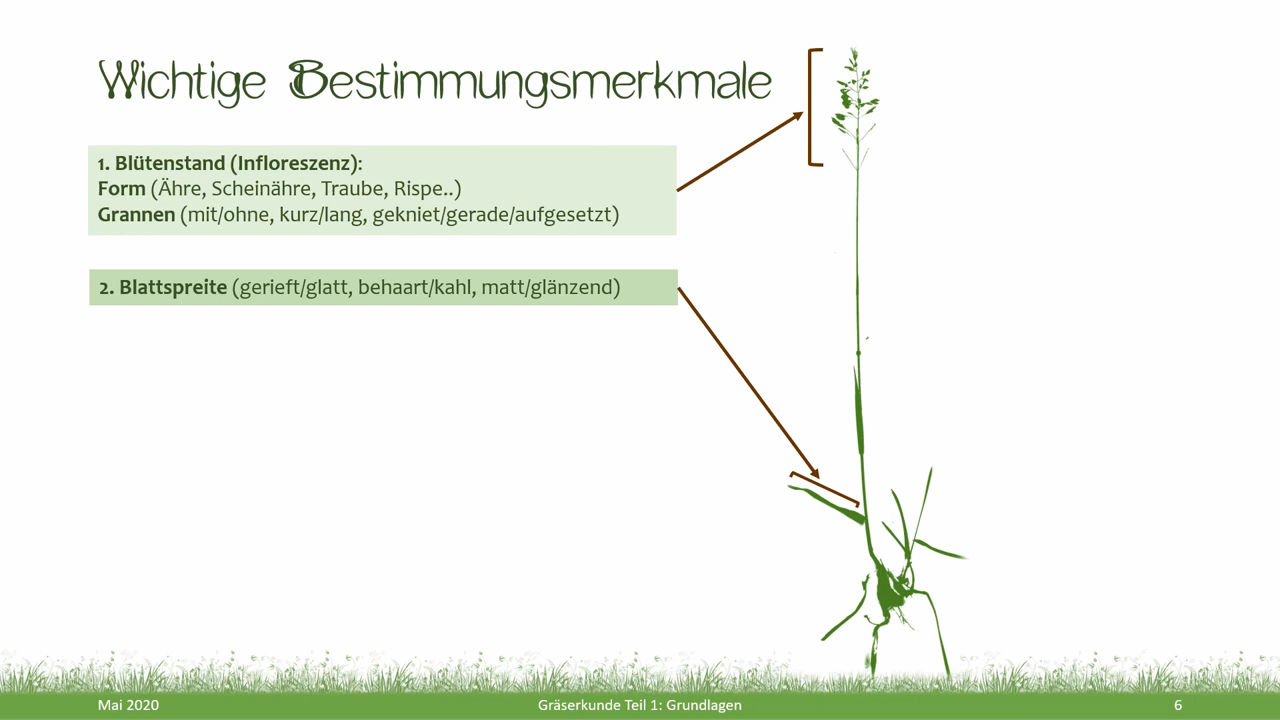 Wichtige Bestimmungsmerkmale
1. Blütenstand (Infloreszenz):
Form (Ähre, Scheinähre, Traube, Rispe..)
Grannen (mit/ohne, kurz/lang, gekniet/gerade/aufgesetzt)
2. Blattspreite (gerieft/glatt, behaart/kahl, matt/glänzend)
Mai 2020
Gräserkunde Teil 1: Grundlagen
6